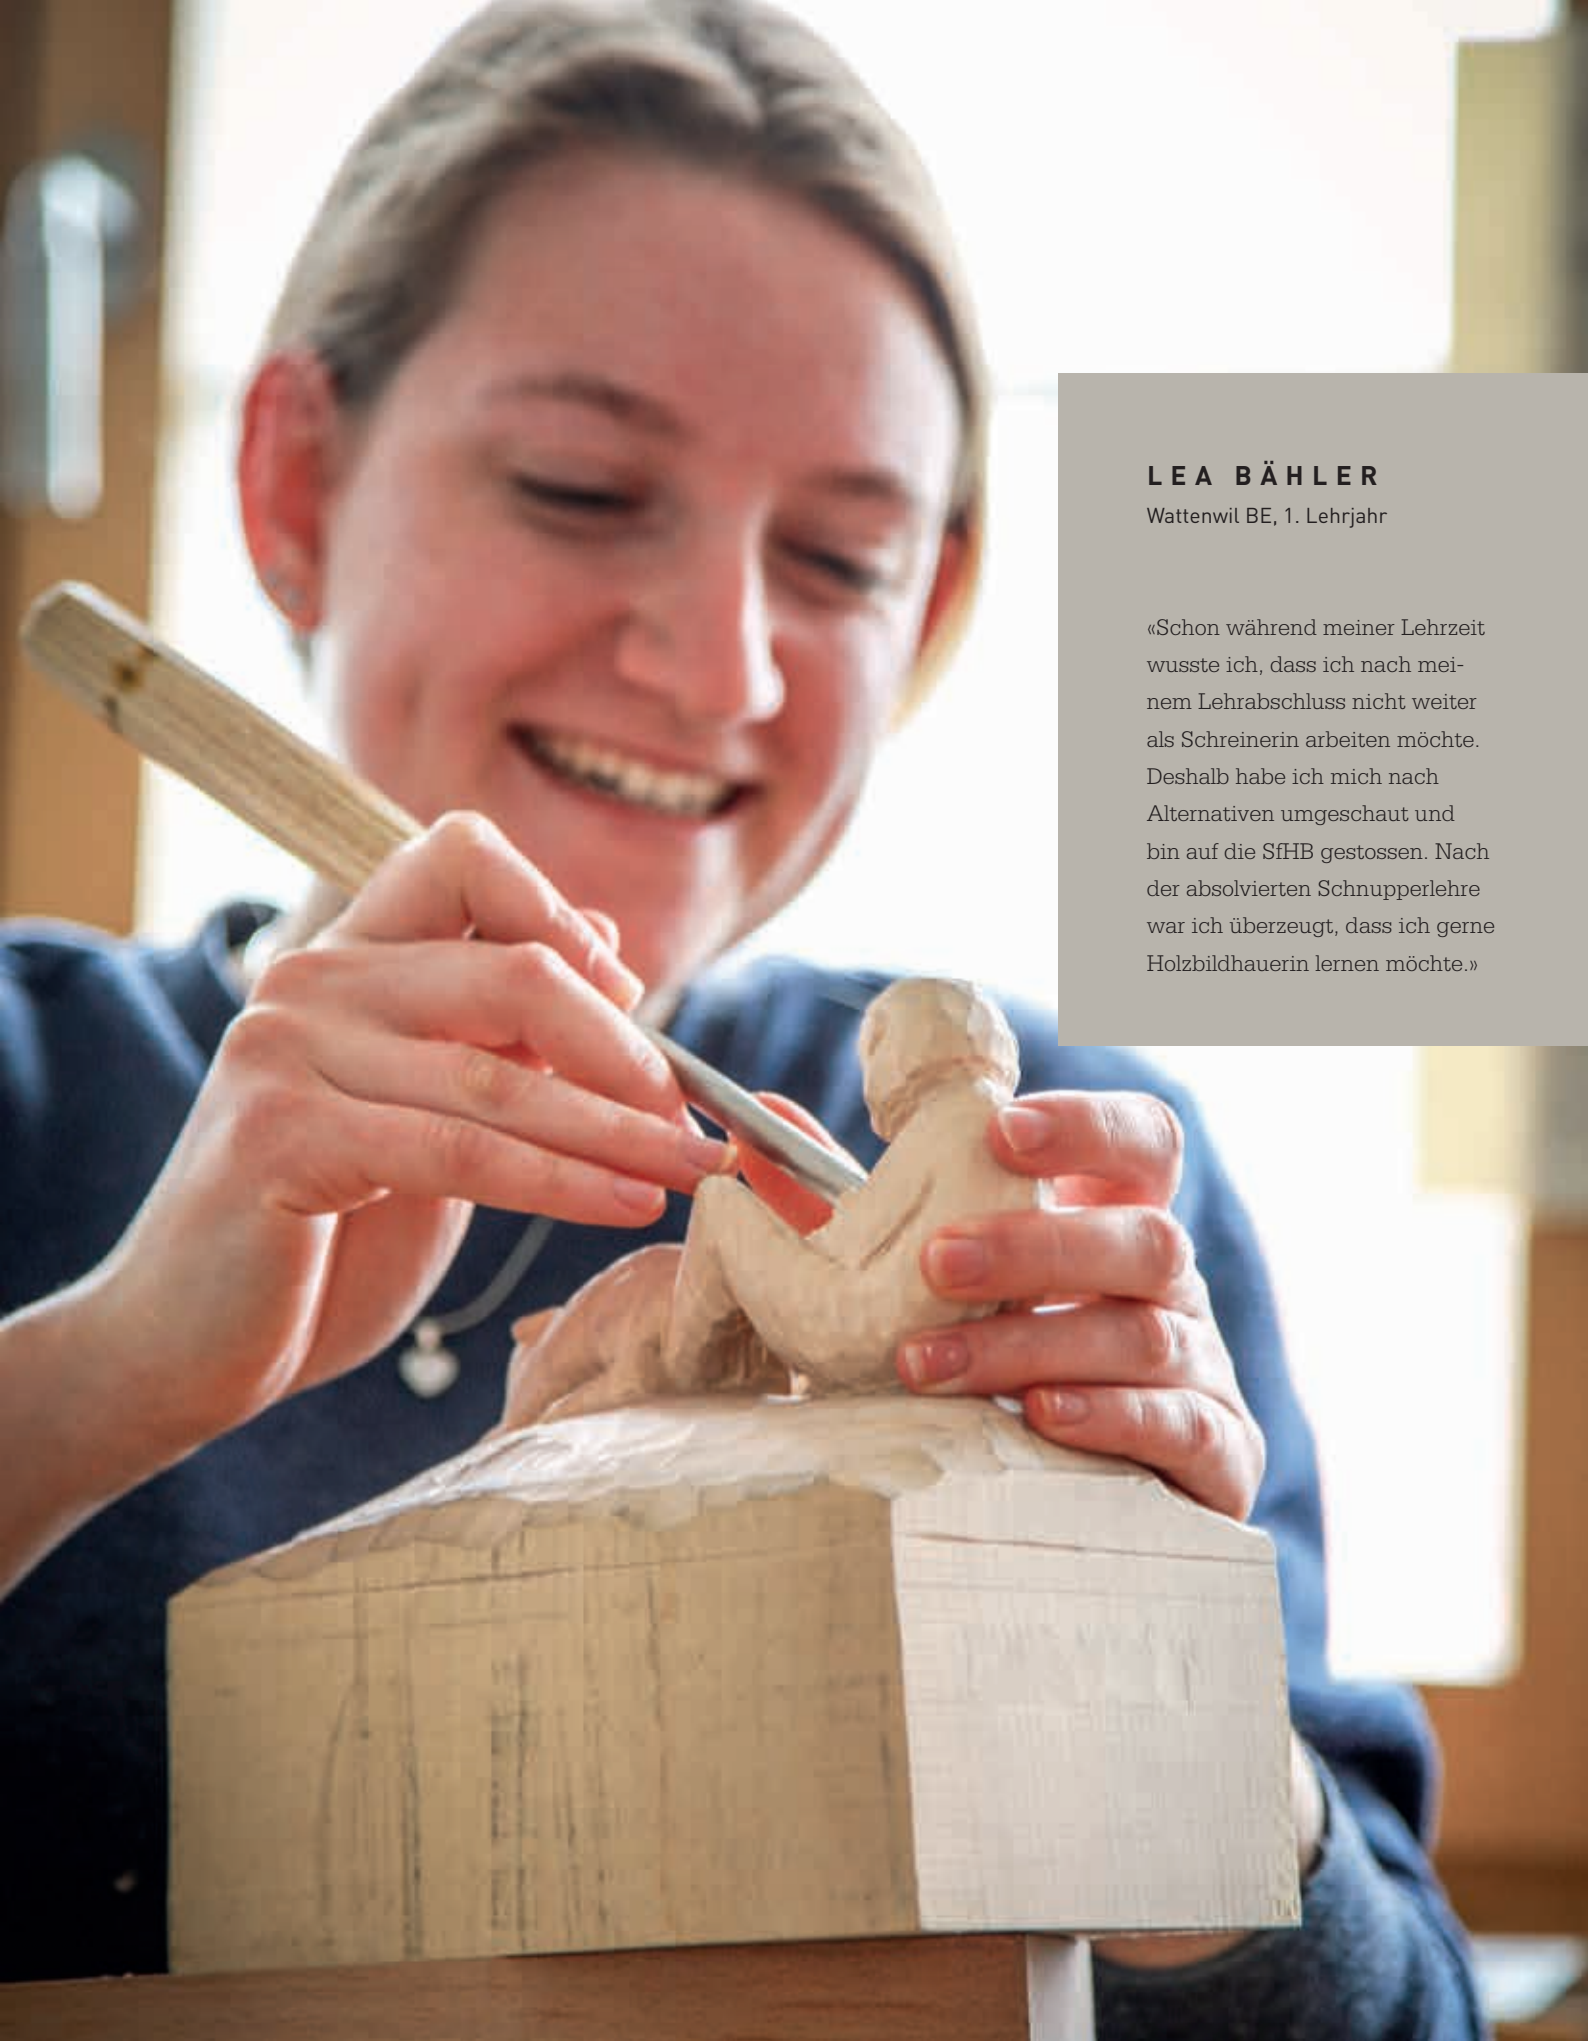 LEA BÄHLER
Wattenwil BE, 1. Lehrjahr
«Schon während meiner Lehrzeit
wusste ich, dass ich nach mei-
nem Lehrabschluss nicht weiter
als Schreinerin arbeiten möchte.
Deshalb habe ich mich nach
Alternativen umgeschaut und
bin auf die SfHB gestossen. Nach
der absolvierten Schnupperlehre
war ich überzeugt, dass ich gerne
Holzbildhauerin lernen möchte.»